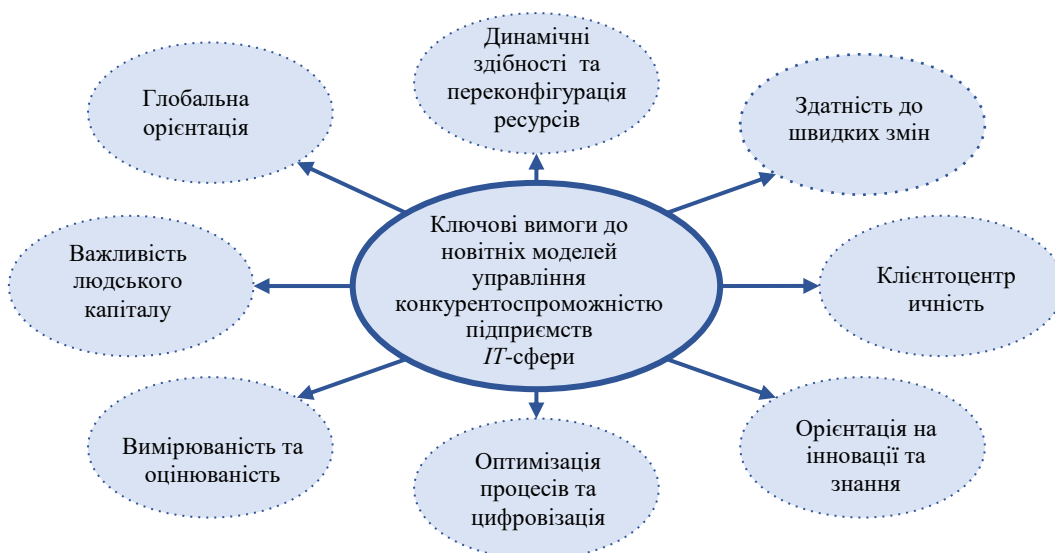 Динамічні
здібності та
переконфігурація
ресурсів
Глобальна
орієнтація
Здатність до
швидких змін
Ключові вимоги до
новітніх моделей
управління
конкурентоспроможністю
підприємств
ІТ-сфери
Важливість
людського
капіталу
Клієнтоцентр
ичність
Вимірюваність та
оцінюваність
Оптимізація
процесів та
цифровізація
Орієнтація на
інновації та
знання